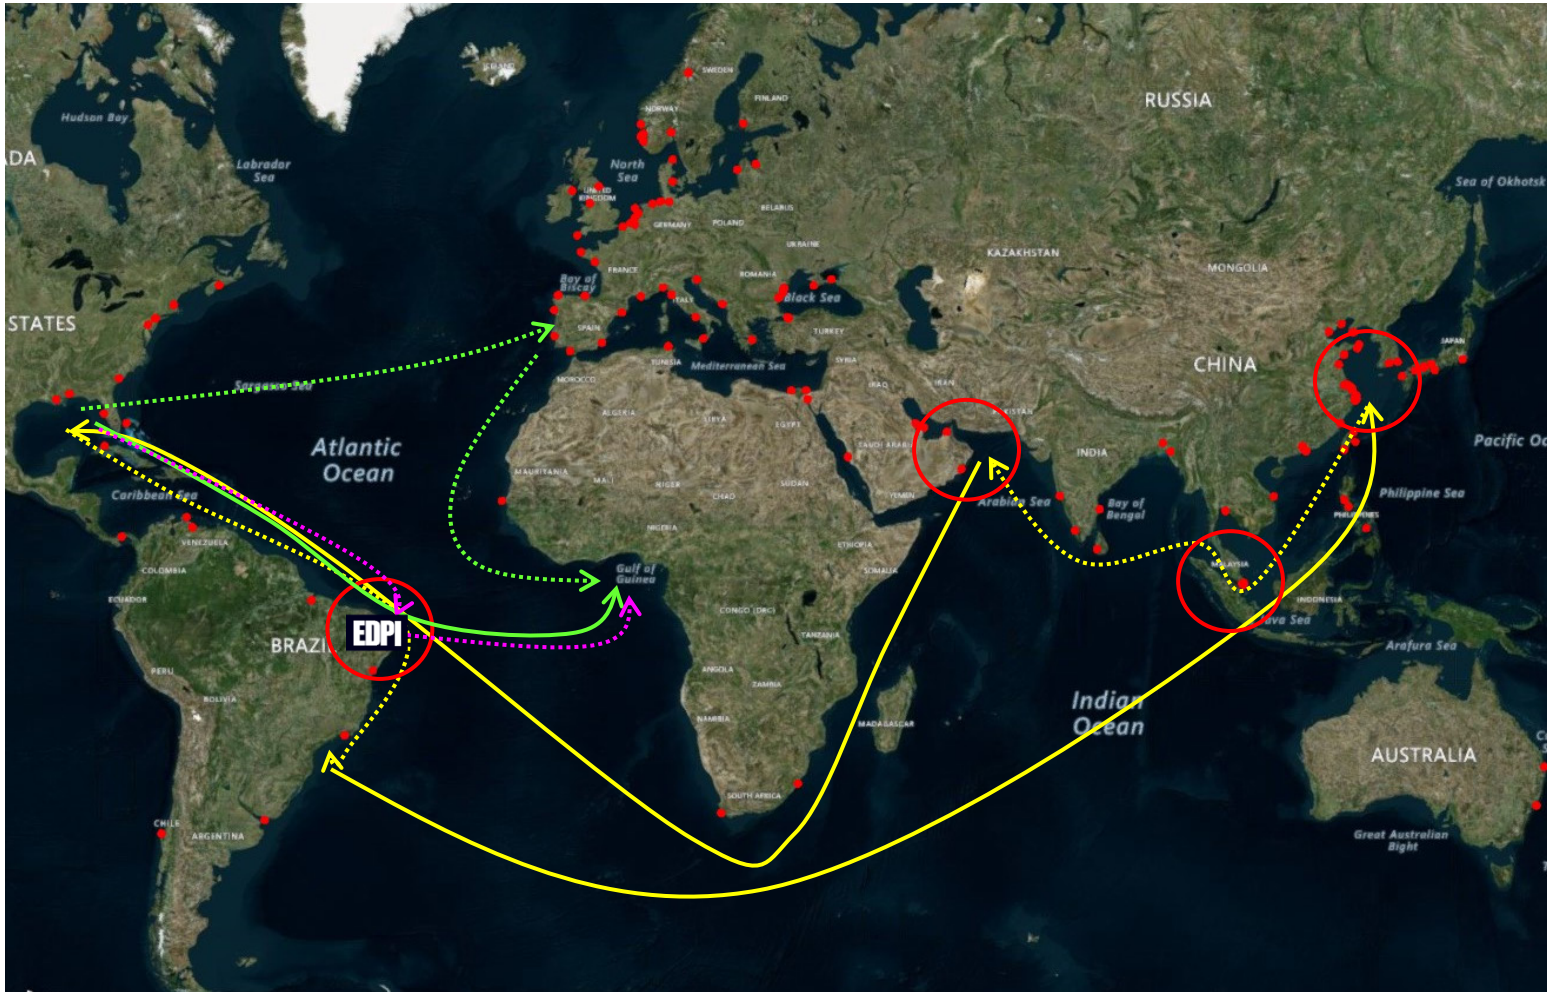 ICELAND
SWEDEN
FINLAND
RUSSIA
NORWAY
Hudson Bay
ADA
Labrador
Sea
North
Sea
Sea of Okhotsk
UNITED
KINGDOM
BELARUS
GERMANY
POLAND
UKRAINE
KAZAKHSTAN
MONGOLIA
FRANCE
ROMANIA
Bay of
Biscay
ITALY
Black Sea
STATES
SPAIN
TURKEY
JAPAN
TUNISIA
Mediterranean Sea
SYRIA
CHINA
MOROCCO
Sargasso Sea
IRAQ
IRAN
ALGERIA
LIBYA
EGYPT
PAKISTAN
Atlantic
Ocean
SAUDI ARABI
INDIA
Pacific Oc
MAURITANIA
MALI
NIGER
SUDAN
CHAD
YEMEN
Caribbean Sea
Arabian Sea
Bay of
Bengal
Philippine Sea
PHILIPPINES
NIGERIA
VENEZUELA
ETHIOPIA
COLOMBIA
Gulf of
Guinea
SOMALIA
MALAYSIA
ECUADOR
INDONESIA
CONGO (DRC)
Java Sea
EDPI
TANZANIA
BRAZI
Arafura Sea
PERU
ANGOLA
ZAMBIA
BOLIVIA
Indian
Ocean
NAMIBIA
MADAGASCAR
AUSTRALIA
SOUTH AFRICA
CHILE
ARGENTINA
Great Australian
Bight